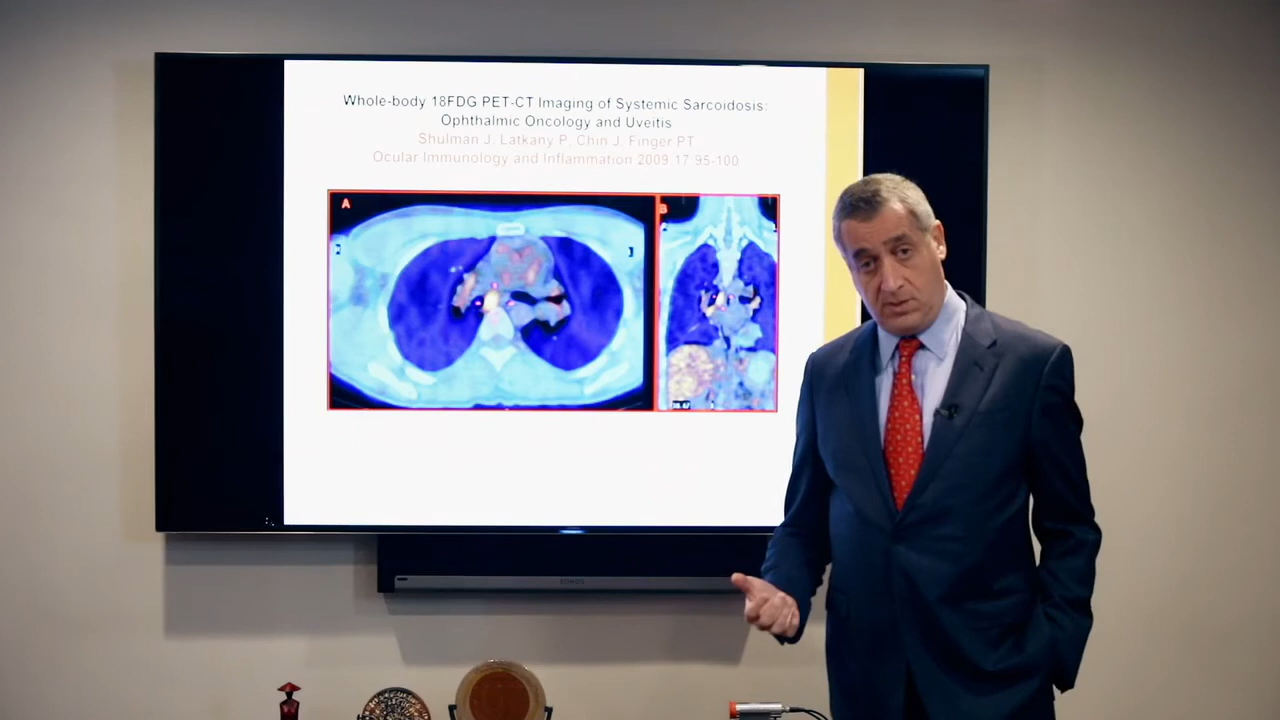 Whole-body 18FDG PET-CT Imaging of Systemic Sarcoidosis:
Ophthalmic Oncology and Uveitis
Shulman J. Latkany P, Chin J. Finger PT
Ocular Immunology and Inflammation 2009 17 95-100
A
B
SONOS